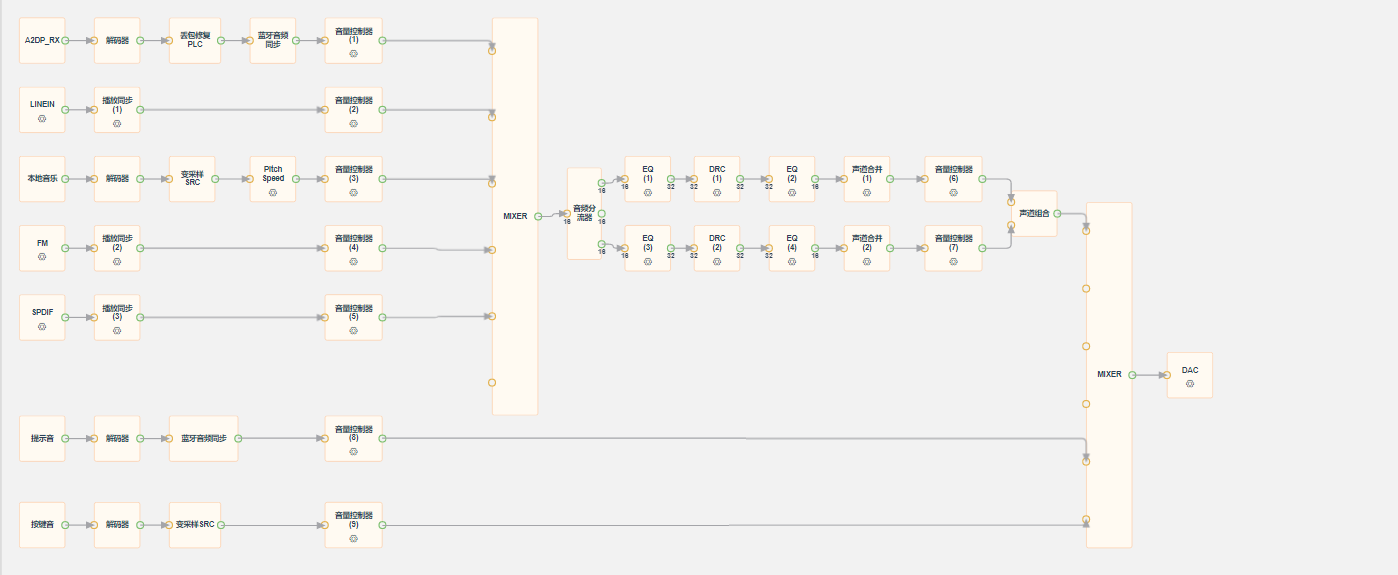 A2DP_RX
解码器
丢包修复
PLC
蓝牙音频
同步
音量控制器
(1)
LINEIN
播放同步
(1)
音量控制器
(2)
本地音乐
解码器
变采样
SRC
Pitch
Speed
音量控制器
(3)
FM
播放同步
(2)
音量控制器
(4)
SPDIF
播放同步
(3)
音量控制器
(5)
MIXER
16
音频分
流器
16
16
16
16
EQ
(1)
32
32
DRC
(1)
32
32
EQ
(2)
16
声道合并
(1)
音量控制器
(6)
16
EQ
(3)
32
32
DRC
(2)
32
32
EQ
(4)
16
声道合并
(2)
音量控制器
(7)
声道组合
MIXER
DAC
提示音
解码器
蓝牙音频同步
音量控制器
(8)
按键音
解码器
变采样SRC
音量控制器
(9)